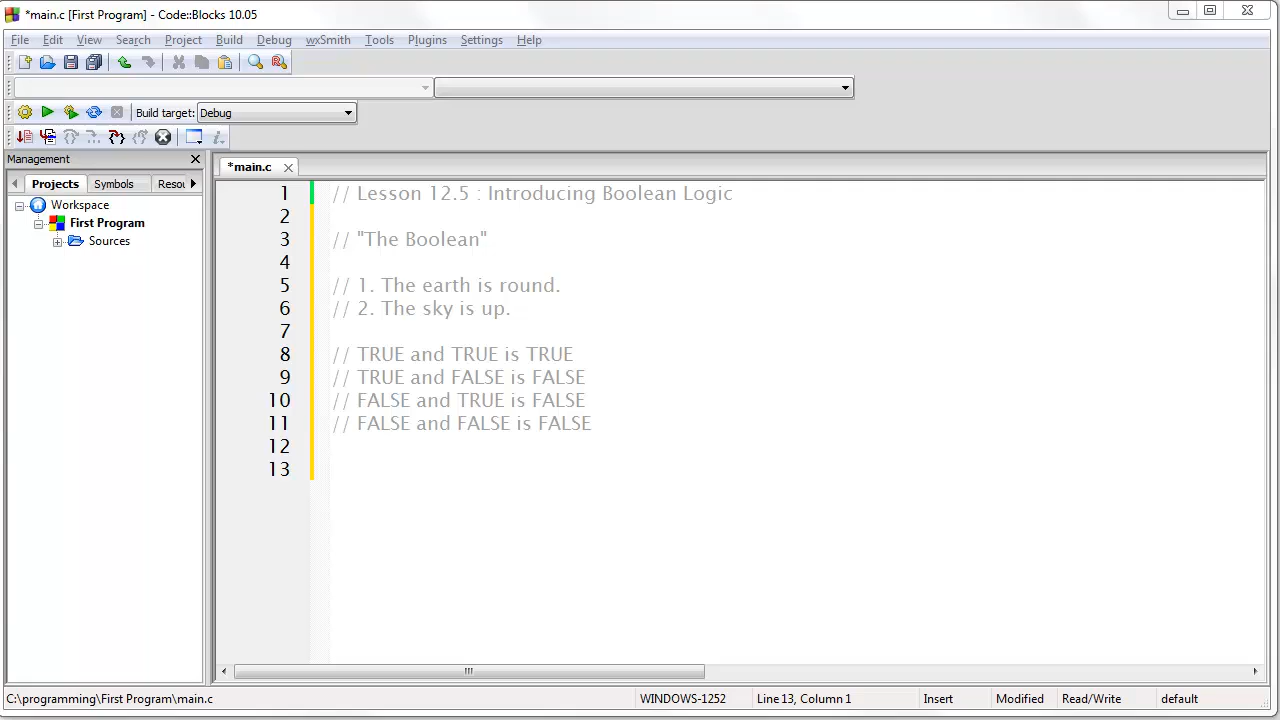 *main.c [First Program] - Code::Blocks 10.05
File Edit View Search Project Build Debug wxSmith Tools Plugins Settings Help
Build target: Debug
Management
Projects Symbols Resou
*main.c
Workspace
First Program
Sources
1 // Lesson 12.5 : Introducing Boolean Logic
2
3 // "The Boolean"
4
5 // 1. The earth is round.
6 // 2. The sky is up.
7
8 // TRUE and TRUE is TRUE
9 // TRUE and FALSE is FALSE
10 // FALSE and TRUE is FALSE
11 // FALSE and FALSE is FALSE
12
13
C:\programming\First Program\main.c WINDOWS-1252 Line 13, Column 1 Insert Modified Read/Write default